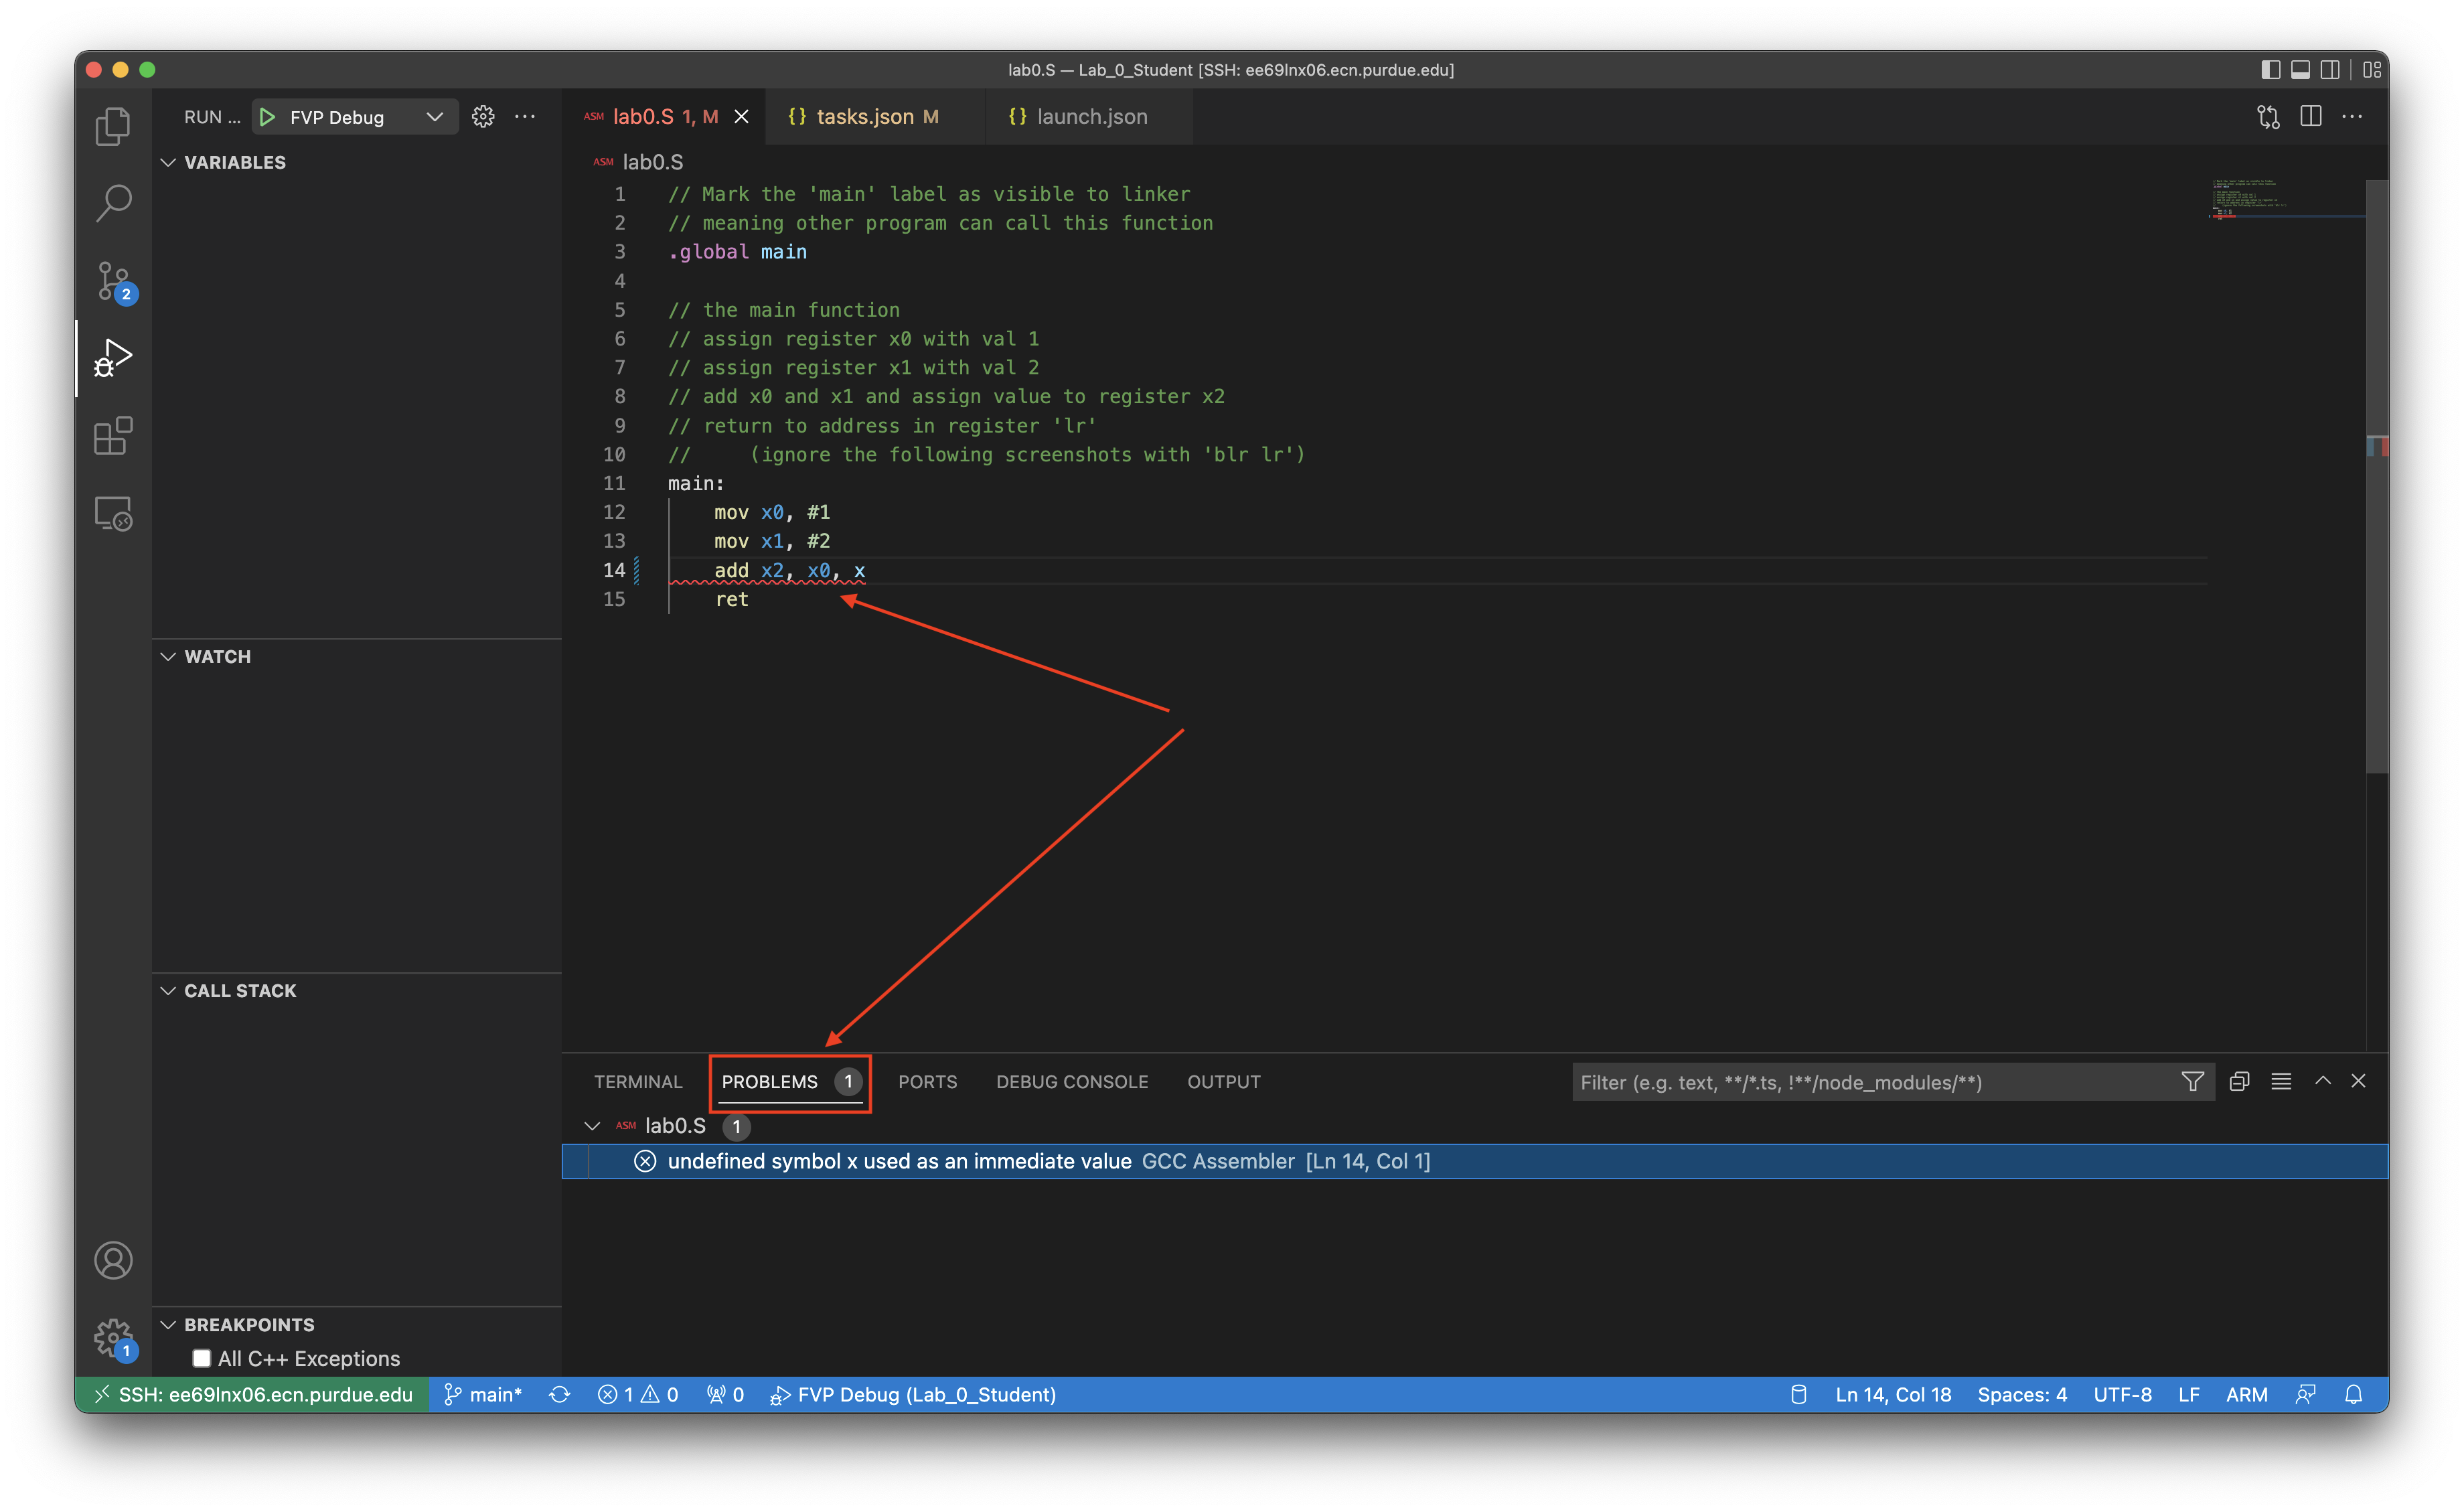 lab0.S — Lab_0_Student [SSH: ee69lnx06.ecn.purdue.edu]
RUN ... FVP Debug
ASM lab0.S 1, M {} tasks.json M {} launch.json
VARIABLES
ASM lab0.S
1 // Mark the 'main' label as visible to linker
2 // meaning other program can call this function
3 .global main
4
5 // the main function
6 // assign register x0 with val 1
7 // assign register x1 with val 2
8 // add x0 and x1 and assign value to register x2
9 // return to address in register 'lr'
10 //     (ignore the following screenshots with 'blr lr')
11 main:
12     mov x0, #1
13     mov x1, #2
14     add x2, x0, x
15     ret
2
WATCH
CALL STACK
TERMINAL PROBLEMS 1 PORTS DEBUG CONSOLE OUTPUT Filter (e.g. text, **/*.ts, !**/node_modules/**)
ASM lab0.S 1
undefined symbol x used as an immediate value GCC Assembler [Ln 14, Col 1]
BREAKPOINTS
1
All C++ Exceptions
SSH: ee69lnx06.ecn.purdue.edu main* 1 0 0 FVP Debug (Lab_0_Student) Ln 14, Col 18 Spaces: 4 UTF-8 LF ARM